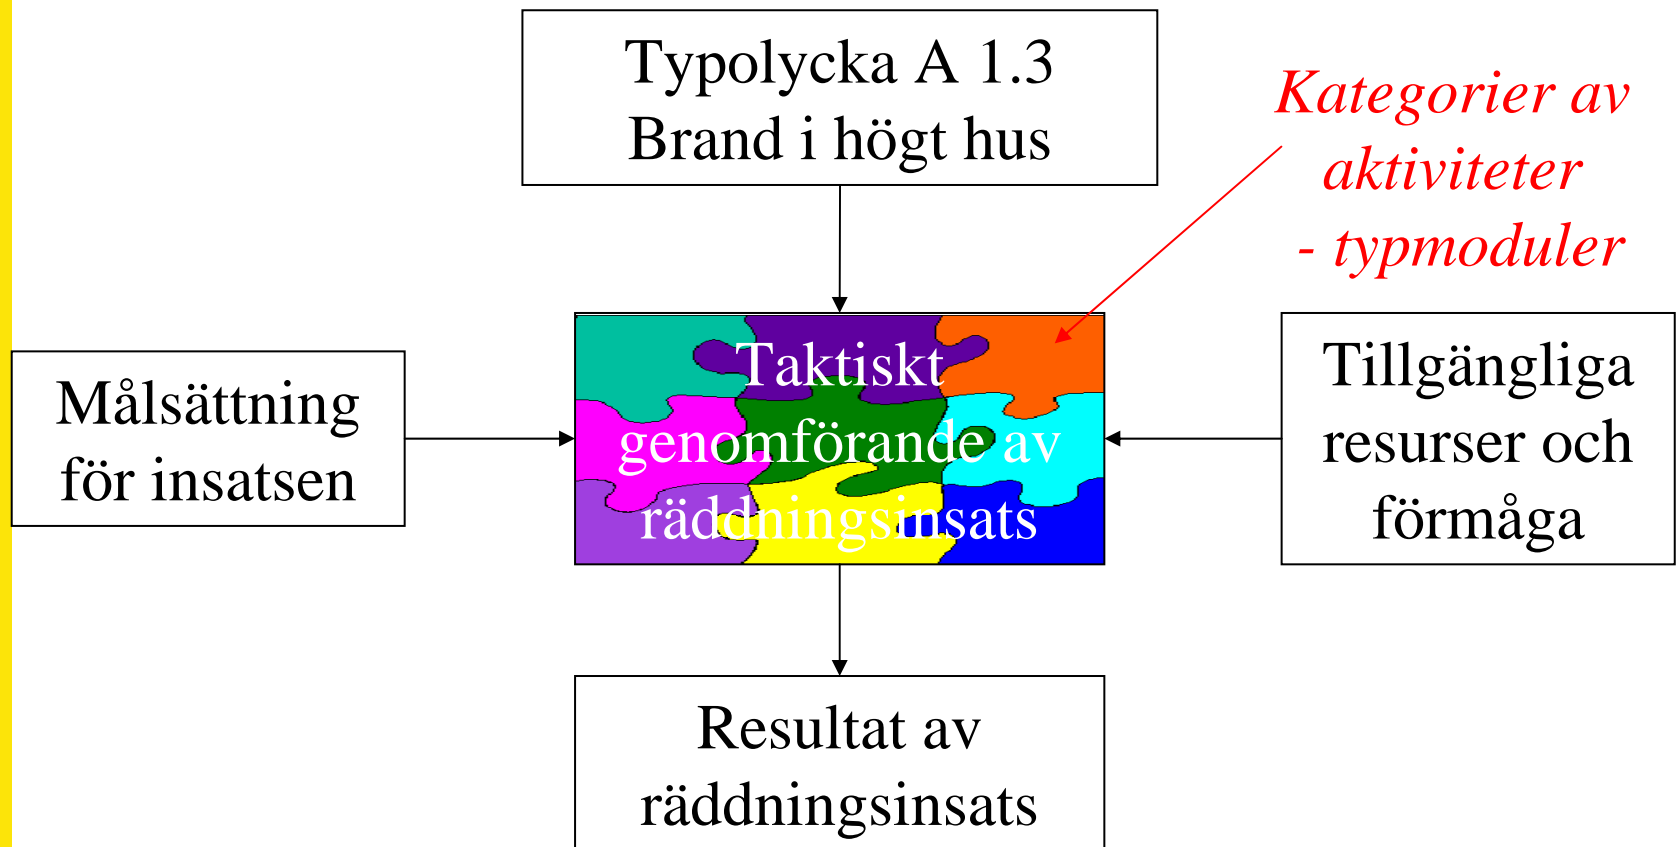 Typolycka A 1.3
Brand i högt hus
Kategorier av
aktiviteter
- typmoduler
Målsättning
för insatsen
Taktiskt
genomförande av
räddningsinsats
Tillgängliga
resurser och
förmåga
Resultat av
räddningsinsats